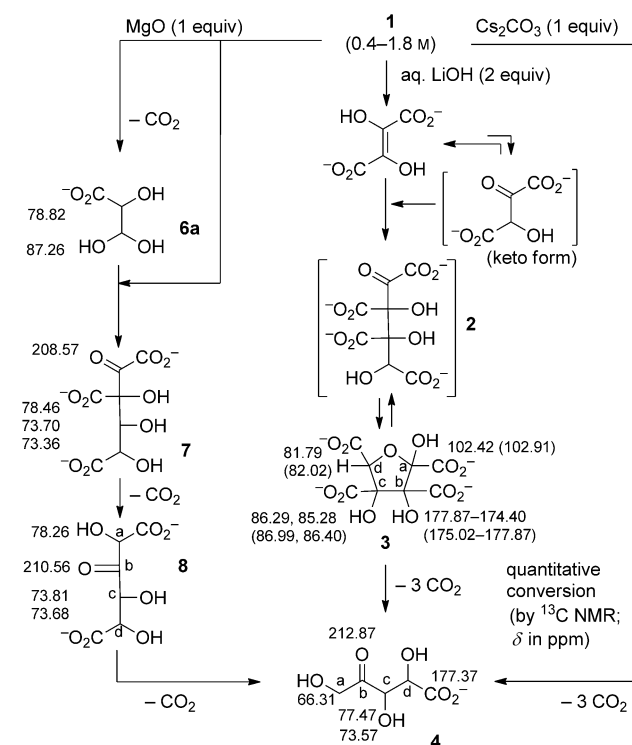 MgO (1 equiv)
1
(0.4–1.8 M)
Cs₂CO₃ (1 equiv)
aq. LiOH (2 equiv)
– CO₂
HO CO₂⁻
⁻O₂C OH
O CO₂⁻
⁻O₂C OH
(keto form)
⁻O₂C OH
78.82
6a
87.26 HO OH
O CO₂⁻
⁻O₂C OH
2
⁻O₂C OH
HO CO₂⁻
208.57 O CO₂⁻
⁻O₂C OH
78.46
73.70 OH
73.36
⁻O₂C OH
7
– CO₂
⁻O₂C O OH 102.42 (102.91)
81.79
(82.02) H d a CO₂⁻
c b
⁻O₂C CO₂⁻
HO HO
86.29, 85.28 177.87–174.40
(86.99, 86.40) (175.02–177.87)
3
78.26 HO a CO₂⁻
210.56 O b
8
73.81 c OH
73.68
⁻O₂C d OH
– 3 CO₂
quantitative
conversion
(by ¹³C NMR;
δ in ppm)
212.87
O OH
HO a c 177.37
66.31 b d CO₂⁻
77.47 OH
73.57
4
– CO₂
– 3 CO₂